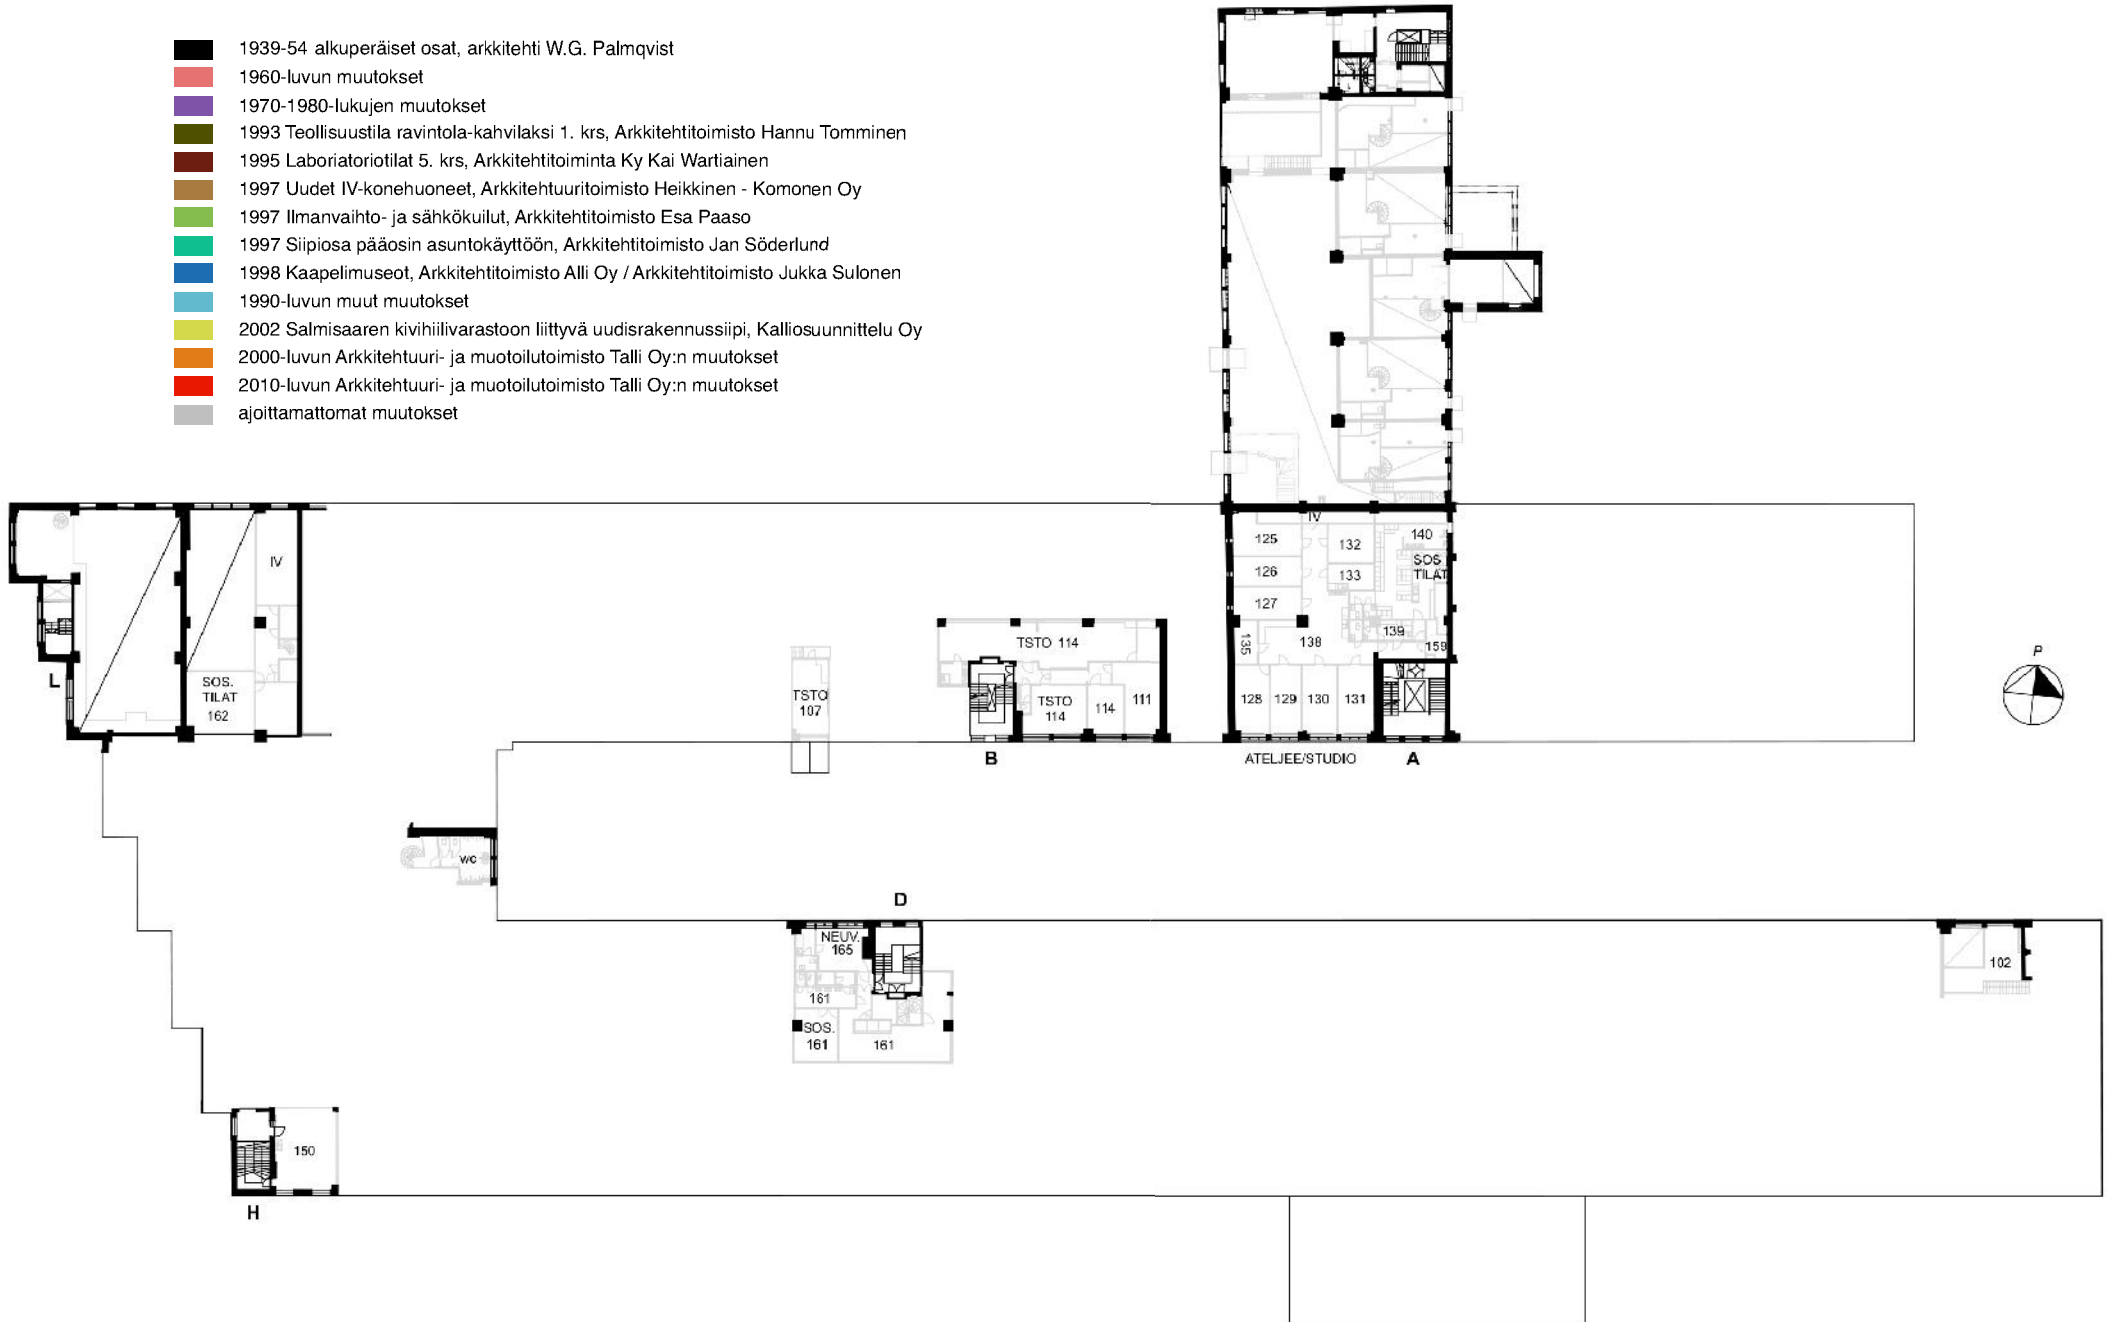 1939-54 alkuperäiset osat, arkkitehti W.G. Palmqvist
1960-luvun muutokset
1970-1980-lukujen muutokset
1993 Teollisuustila ravintola-kahvilaksi 1. krs, Arkkitehtitoimisto Hannu Tomminen
1995 Laboriatoriotilat 5. krs, Arkkitehtitoiminta Ky Kai Wartiainen
1997 Uudet IV-konehuoneet, Arkkitehtuuritoimisto Heikkinen - Komonen Oy
1997 Ilmanvaihto- ja sähkökuilut, Arkkitehtitoimisto Esa Paaso
1997 Siipiosa pääosin asuntokäyttöön, Arkkitehtitoimisto Jan Söderlund
1998 Kaapelimuseot, Arkkitehtitoimisto Alli Oy / Arkkitehtitoimisto Jukka Sulonen
1990-luvun muut muutokset
2002 Salmisaaren kivihiilivarastoon liittyvä uudisrakennussiipi, Kalliosuunnittelu Oy
2000-luvun Arkkitehtuuri- ja muotoilutoimisto Talli Oy:n muutokset
2010-luvun Arkkitehtuuri- ja muotoilutoimisto Talli Oy:n muutokset
ajoittamattomat muutokset
IV
125
132
140
IV
SOS
TILAT
126
133
127
139
135
138
159
TSTO 114
P
L
SOS.
TILAT
162
TSTO
107
TSTO
114
114
111
128
129
130
131
B
ATELJEE/STUDIO
A
WC
D
NEUV.
165
102
161
SOS.
161
161
150
H